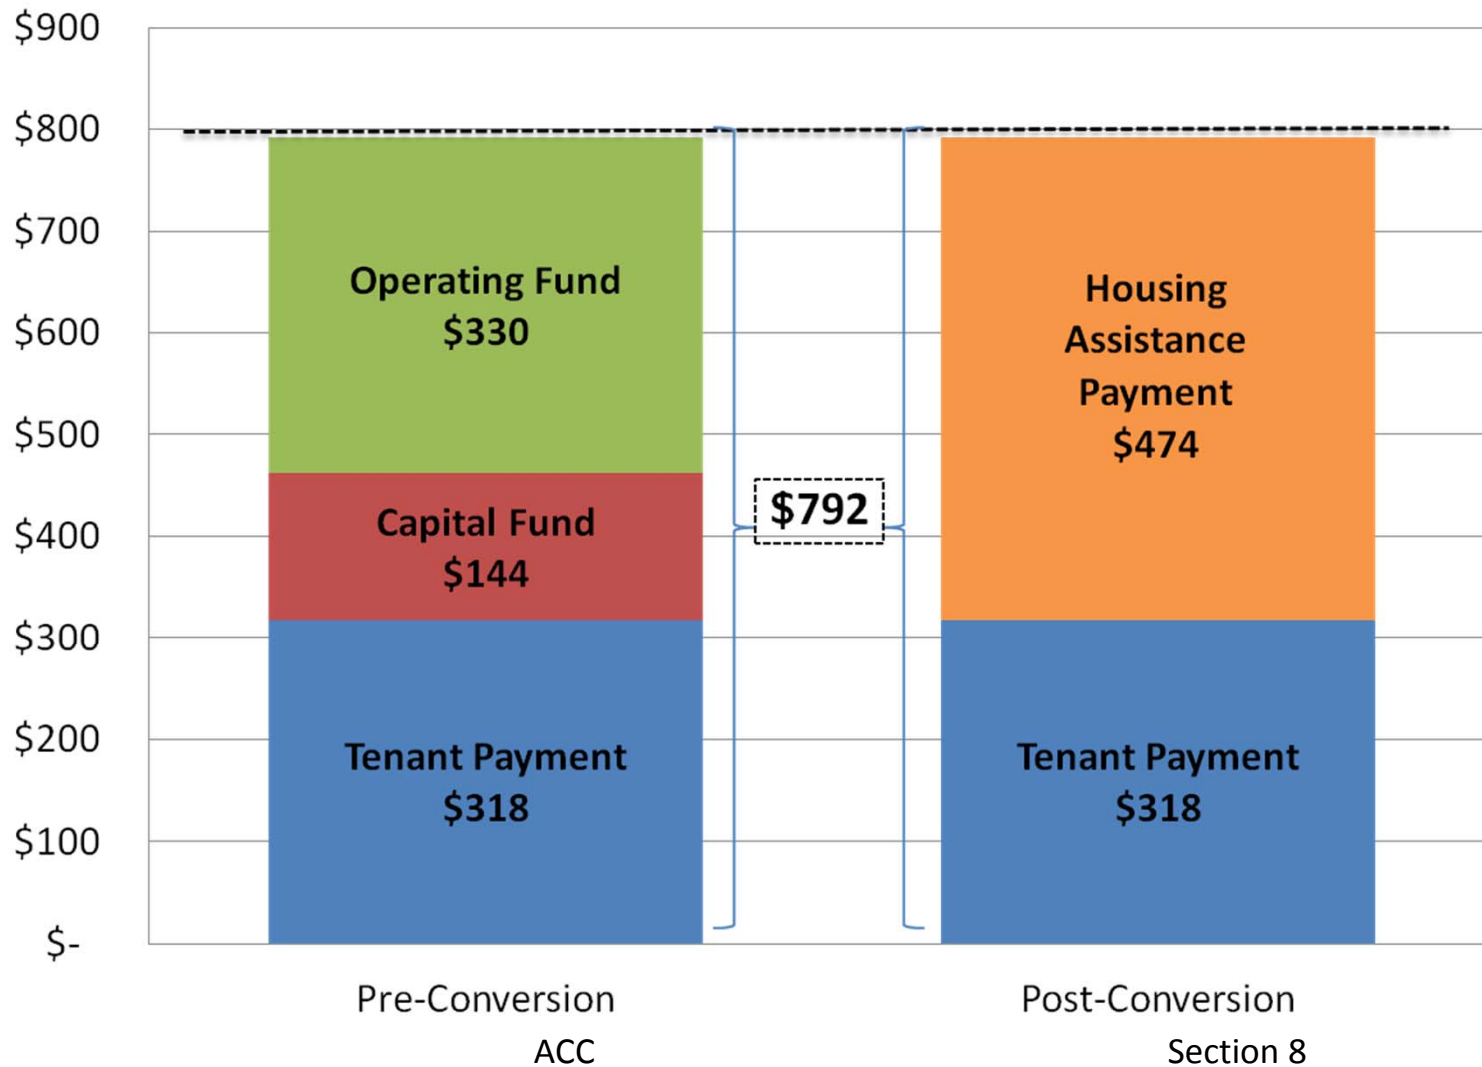 $900
$800
$700
$600
$500
$400
$300
$200
$100
$-
Operating Fund
$330
Capital Fund
$144
Tenant Payment
$318
$792
Housing
Assistance
Payment
$474
Tenant Payment
$318
Pre-Conversion
ACC
Post-Conversion
Section 8